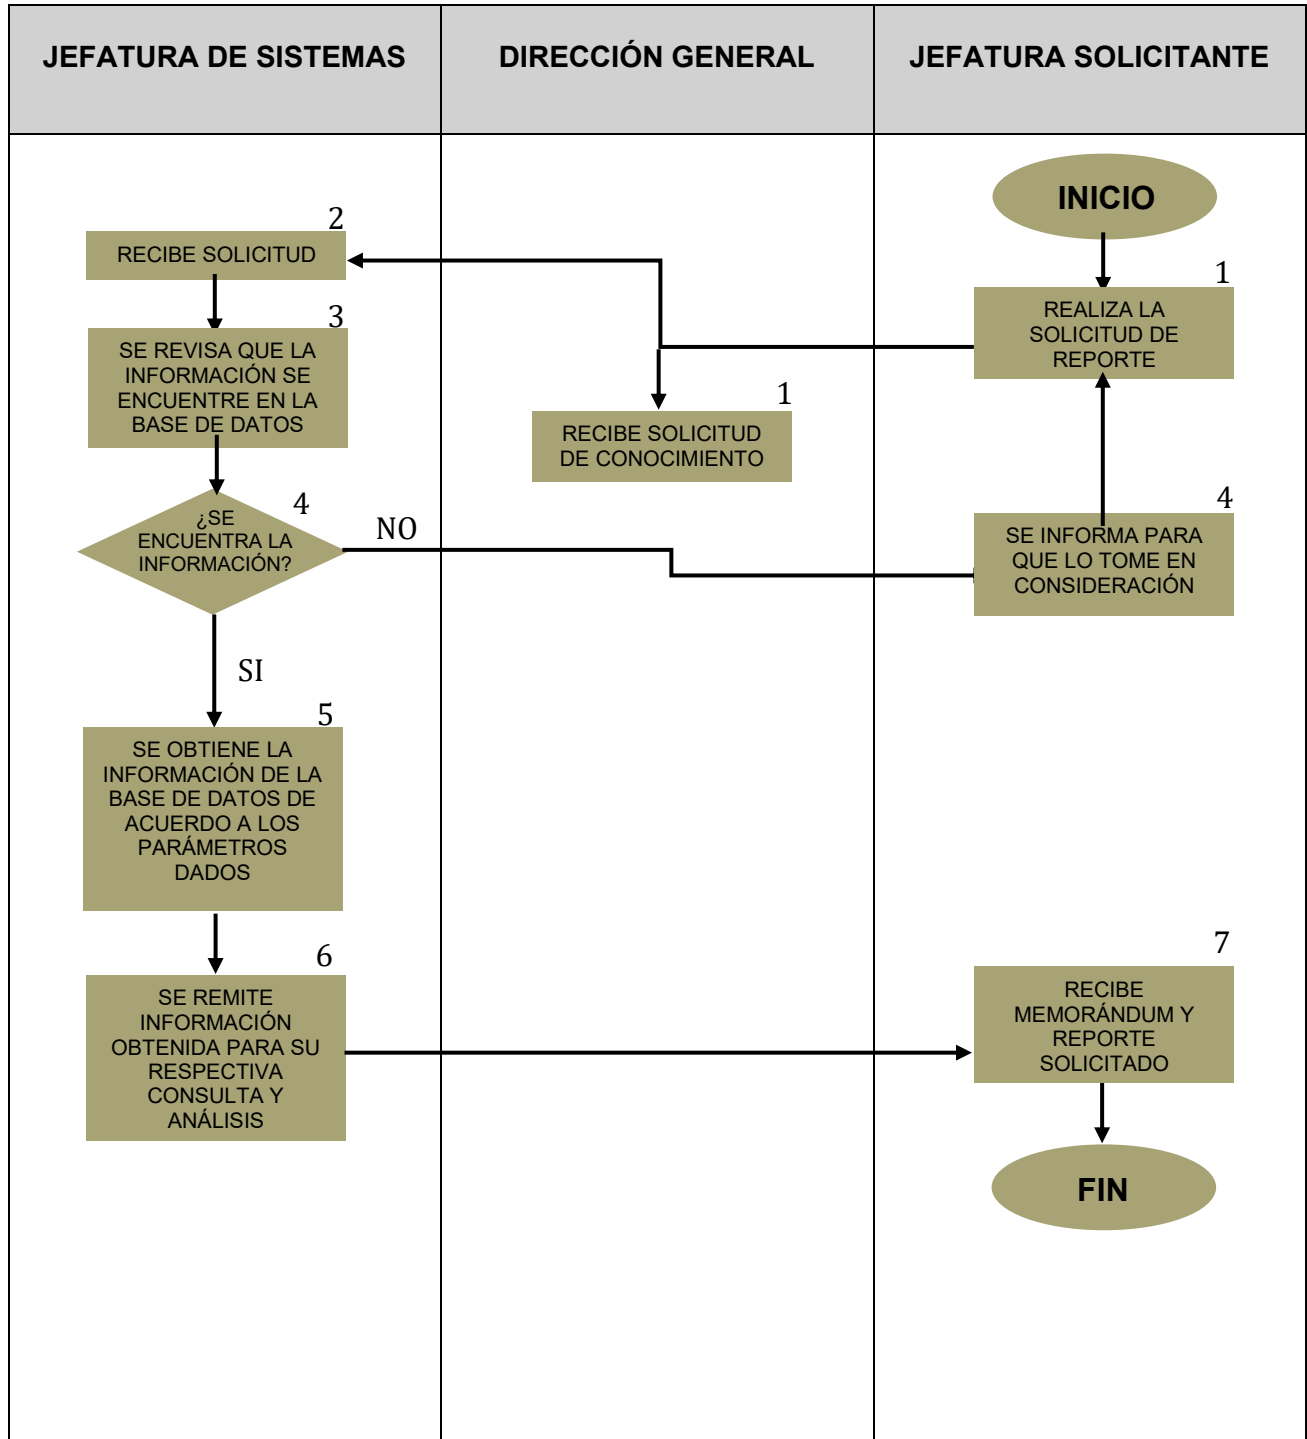 JEFATURA DE SISTEMAS
DIRECCIÓN GENERAL
JEFATURA SOLICITANTE
INICIO
1
REALIZA LA
SOLICITUD DE
REPORTE
1
RECIBE SOLICITUD
DE CONOCIMIENTO
2
RECIBE SOLICITUD
3
SE REVISA QUE LA
INFORMACIÓN SE
ENCUENTRE EN LA
BASE DE DATOS
4
¿SE
ENCUENTRA LA
INFORMACIÓN?
NO
4
SE INFORMA PARA
QUE LO TOME EN
CONSIDERACIÓN
SI
5
SE OBTIENE LA
INFORMACIÓN DE LA
BASE DE DATOS DE
ACUERDO A LOS
PARÁMETROS
DADOS
6
SE REMITE
INFORMACIÓN
OBTENIDA PARA SU
RESPECTIVA
CONSULTA Y
ANÁLISIS
7
RECIBE
MEMORÁNDUM Y
REPORTE
SOLICITADO
FIN